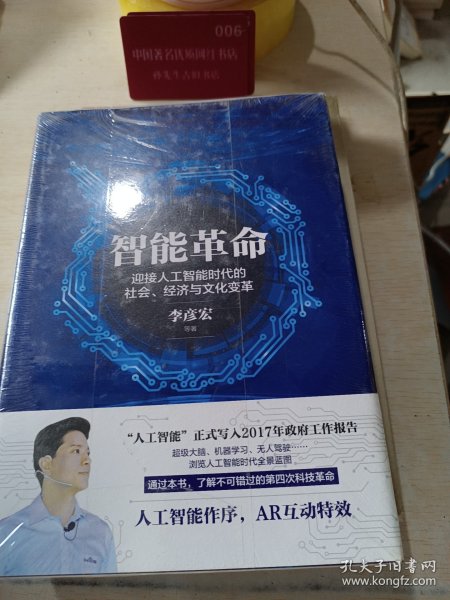 006
中国著名优质网红书店
孙先生古旧书店
智能革命
迎接人工智能时代的
社会、经济与文化变革
李彦宏
等著
“人工智能”正式写入2017年政府工作报告
超级大脑、机器学习、无人驾驶……
浏览人工智能时代全景蓝图
通过本书，了解不可错过的第四次科技革命
人工智能作序，AR互动特效
孔夫子旧书网
www.kongfz.com